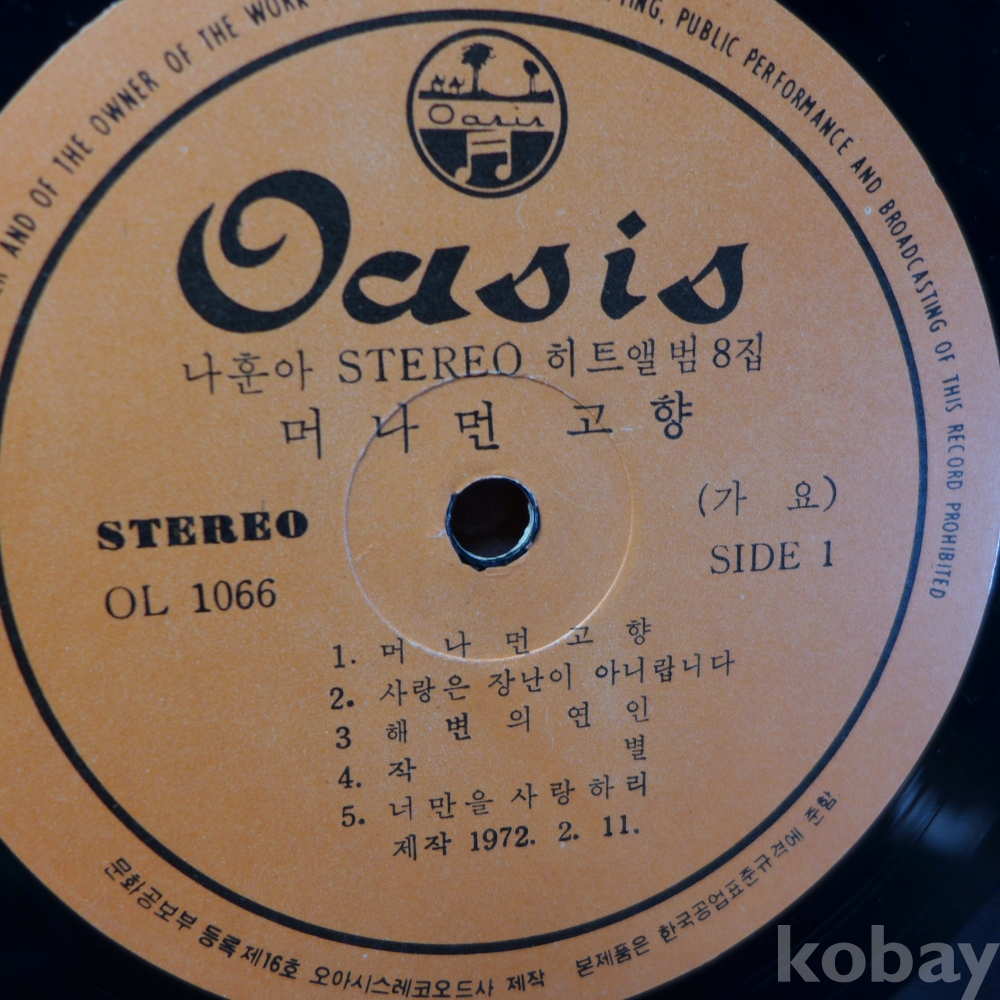 AND OF THE OWNER OF THE WORK
PUBLIC PERFORMANCE AND BROADCASTING OF THIS RECORD PROHIBITED
Oasis
Oasis
나훈아 STEREO 히트앨범 8집
머나먼 고향
STEREO
(가요)
OL 1066
SIDE 1
1. 머나먼고향
2. 사랑은 장난이 아니랍니다
3 해변의연인
4. 작별
5. 너만을사랑하리
제작 1972. 2. 11.
문화공보부 등록 제16호 오아시스레코오드사 제작 본제품은 한국공업표준규격에 준함
kobay